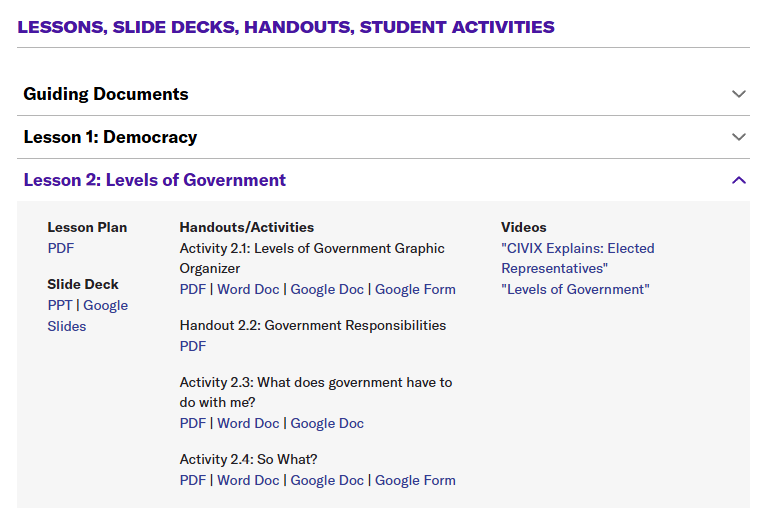 LESSONS, SLIDE DECKS, HANDOUTS, STUDENT ACTIVITIES
Guiding Documents
Lesson 1: Democracy
Lesson 2: Levels of Government
Lesson Plan
PDF
Slide Deck
PPT | Google
Slides
Handouts/Activities
Activity 2.1: Levels of Government Graphic
Organizer
PDF | Word Doc | Google Doc | Google Form
Handout 2.2: Government Responsibilities
PDF
Activity 2.3: What does government have to
do with me?
PDF | Word Doc | Google Doc
Activity 2.4: So What?
PDF | Word Doc | Google Doc | Google Form
Videos
"CIVIX Explains: Elected
Representatives"
"Levels of Government"